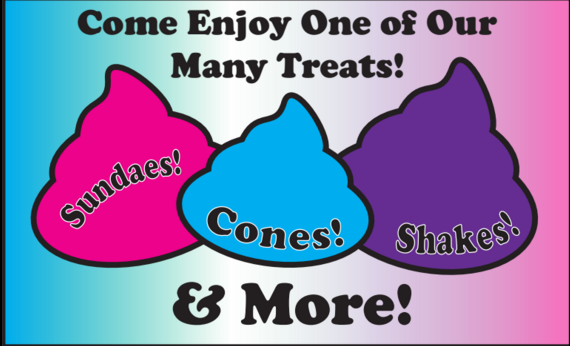 Come Enjoy One of Our
Many Treats!
Sundaes!
Cones!
Shakes!
& More!